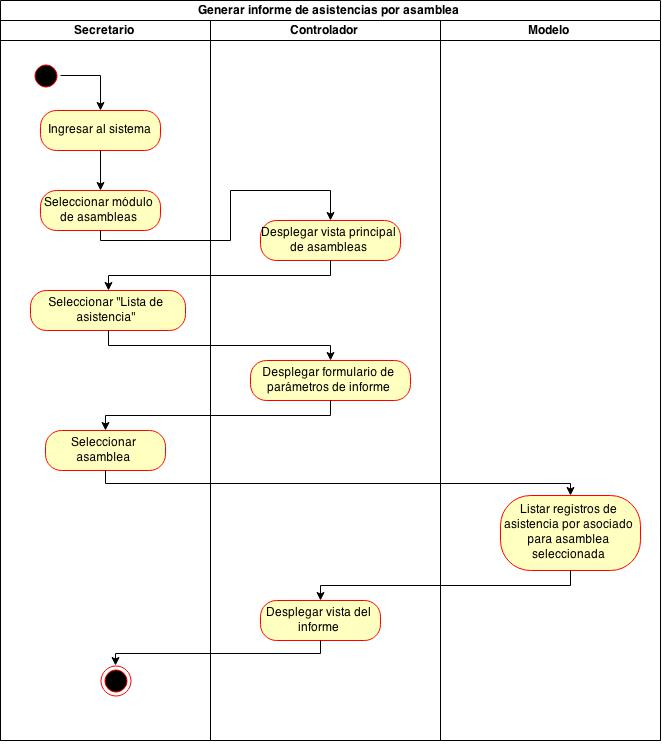 Generar informe de asistencias por asamblea
Secretario
Controlador
Modelo
Ingresar al sistema
Seleccionar módulo
de asambleas
Desplegar vista principal
de asambleas
Seleccionar "Lista de
asistencia"
Desplegar formulario de
parámetros de informe
Seleccionar
asamblea
Listar registros de
asistencia por asociado
para asamblea
seleccionada
Desplegar vista del
informe